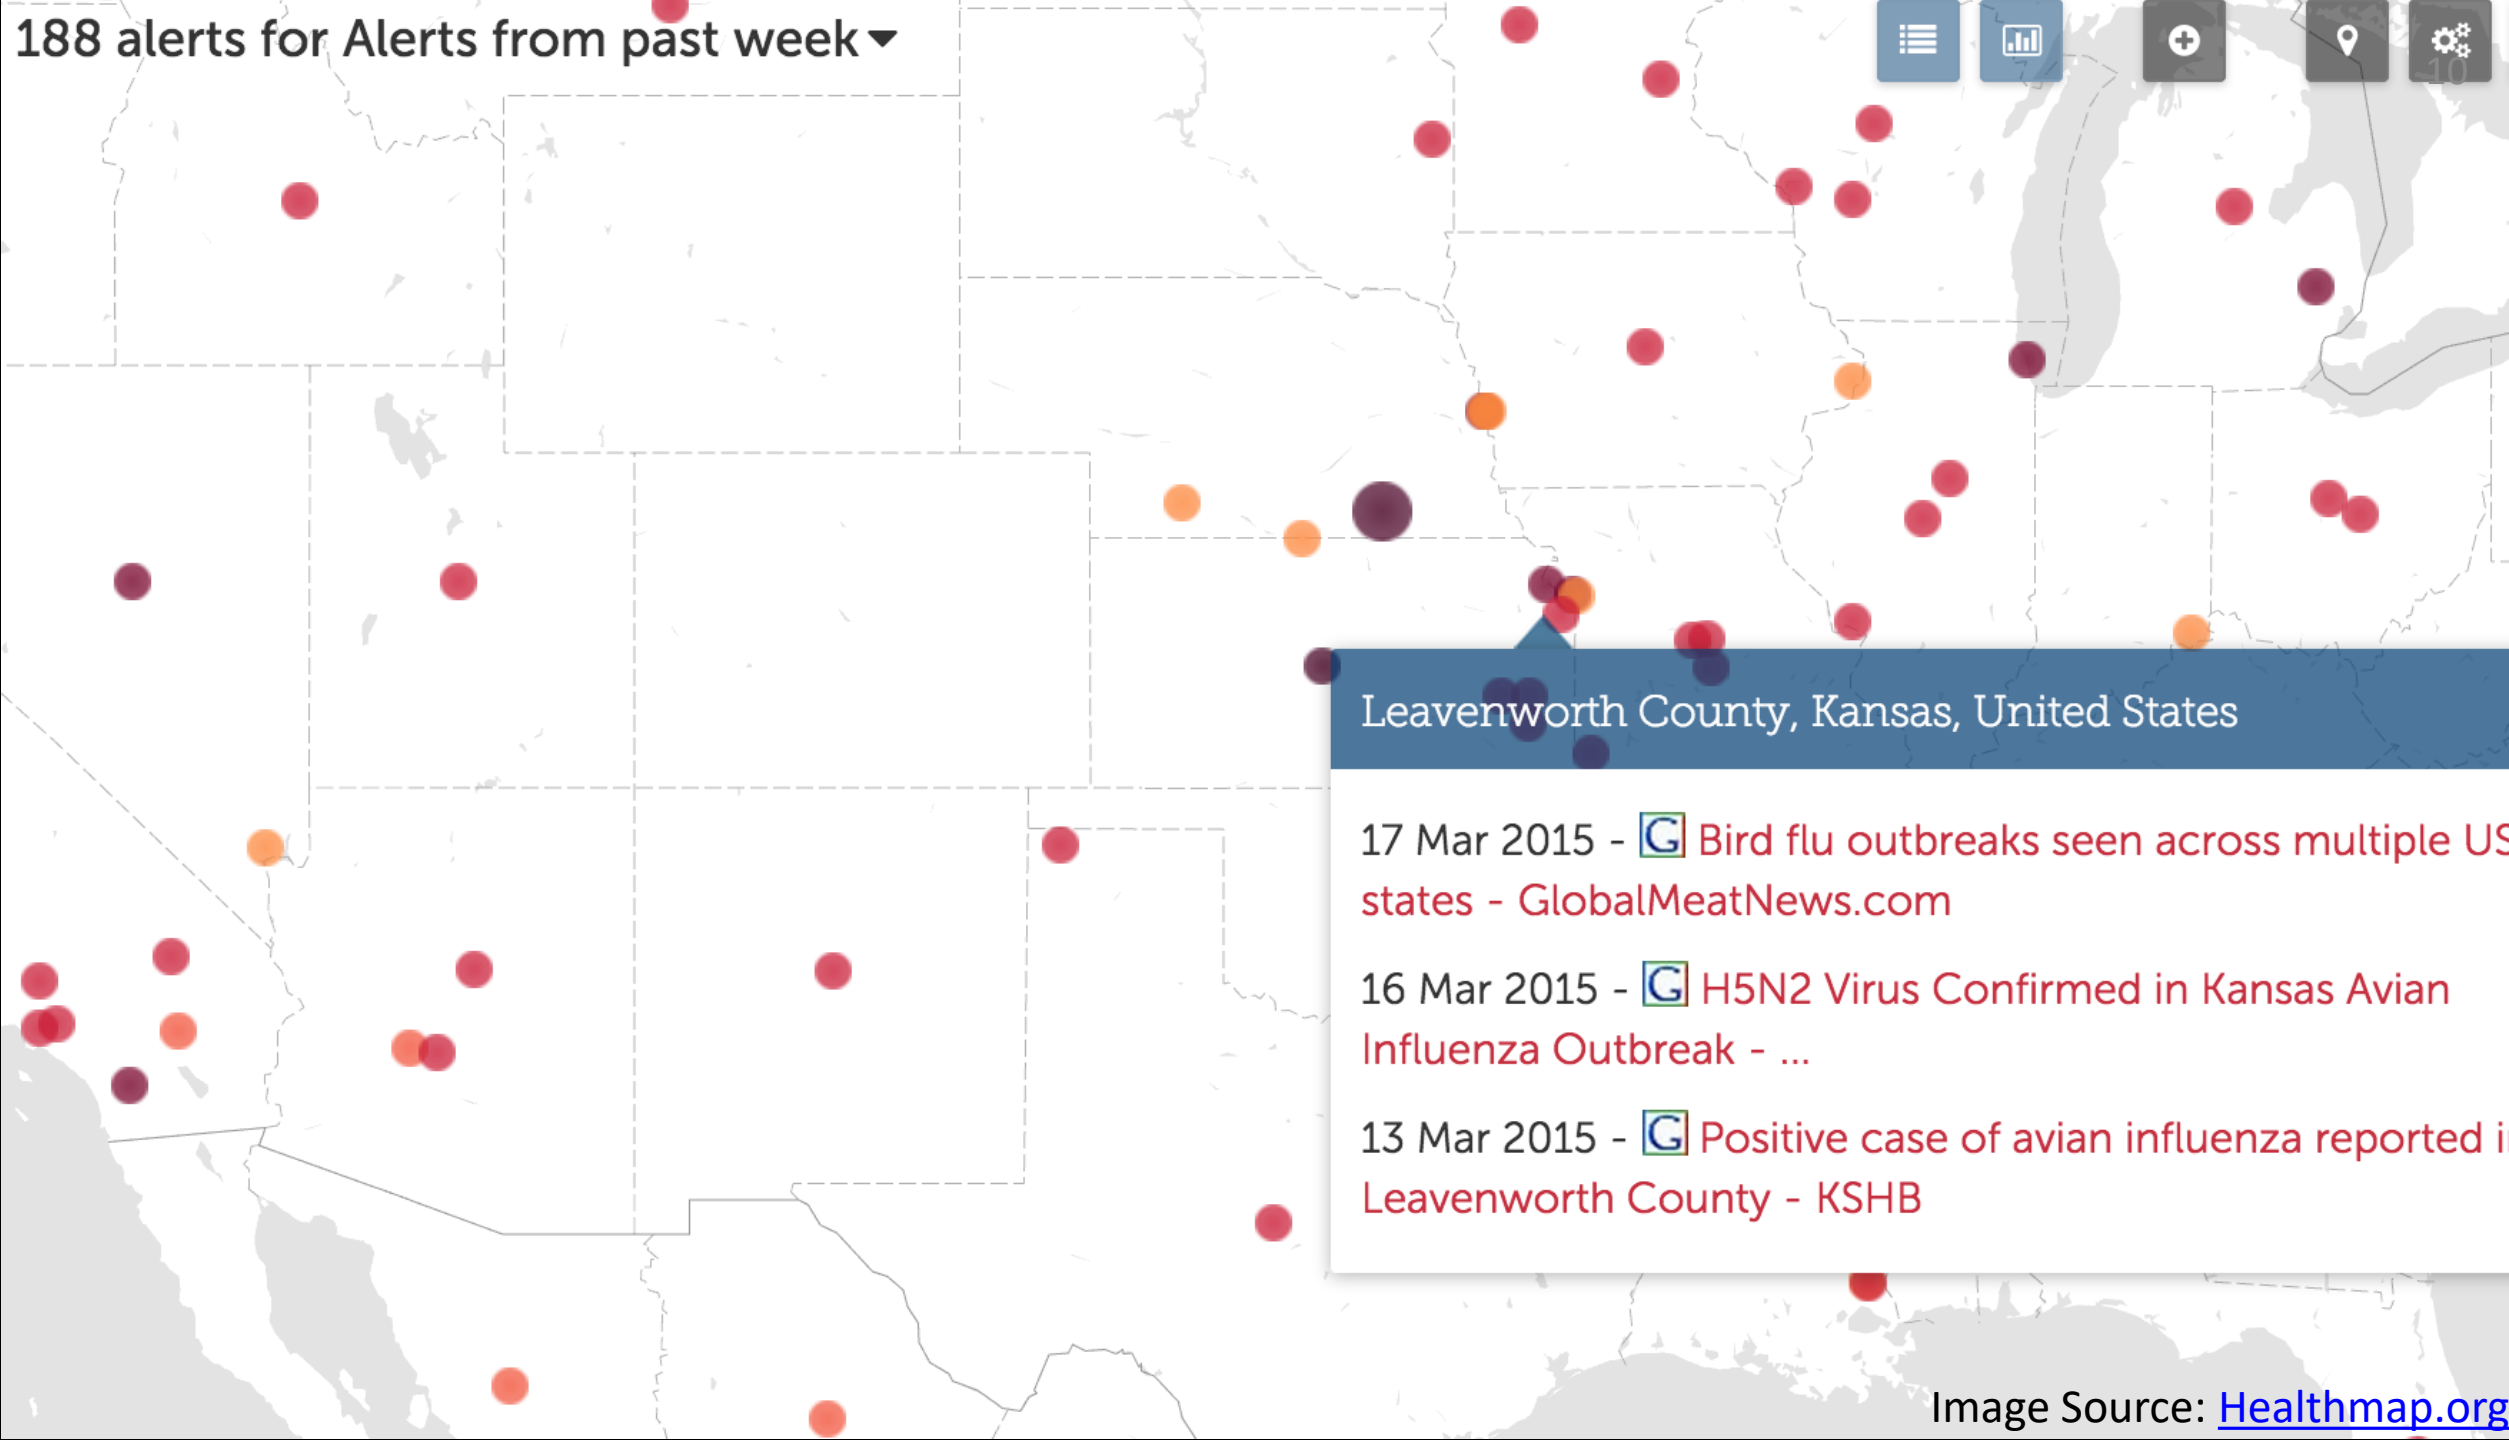 188 alerts for Alerts from past week
10
Leavenworth County, Kansas, United States
17 Mar 2015 - G Bird flu outbreaks seen across multiple US
states - GlobalMeatNews.com
16 Mar 2015 - G H5N2 Virus Confirmed in Kansas Avian
Influenza Outbreak - ...
13 Mar 2015 - G Positive case of avian influenza reported i
Leavenworth County - KSHB
Image Source: Healthmap.org